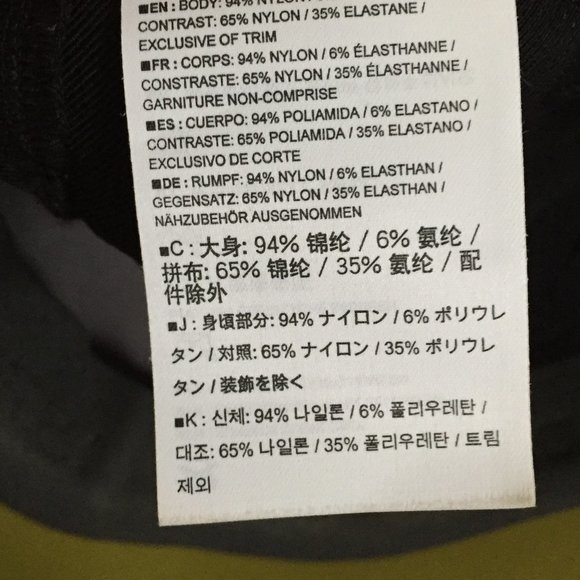 ■EN: BODY: 94% NYLON
CONTRAST: 65% NYLON / 35% ELASTANE /
EXCLUSIVE OF TRIM
■FR : CORPS: 94% NYLON / 6% ÉLASTHANNE /
CONSTRASTE: 65% NYLON / 35% ÉLASTHANNE /
GARNITURE NON-COMPRISE
■ES : CUERPO: 94% POLIAMIDA / 6% ELASTANO /
CONTRASTE: 65% POLIAMIDA / 35% ELASTANO /
EXCLUSIVO DE CORTE
■DE : RUMPF: 94% NYLON / 6% ELASTHAN /
GEGENSATZ: 65% NYLON / 35% ELASTHAN /
NÄHZUBEHÖR AUSGENOMMEN
■C : 大身: 94% 锦纶 / 6% 氨纶 /
拼布: 65% 锦纶 / 35% 氨纶 / 配
件除外
■J : 身頃部分: 94% ナイロン / 6% ポリウレ
タン / 対照: 65% ナイロン / 35% ポリウレ
タン / 装飾を除く
■K : 신체: 94% 나일론 / 6% 폴리우레탄 /
대조: 65% 나일론 / 35% 폴리우레탄 / 트림
제외